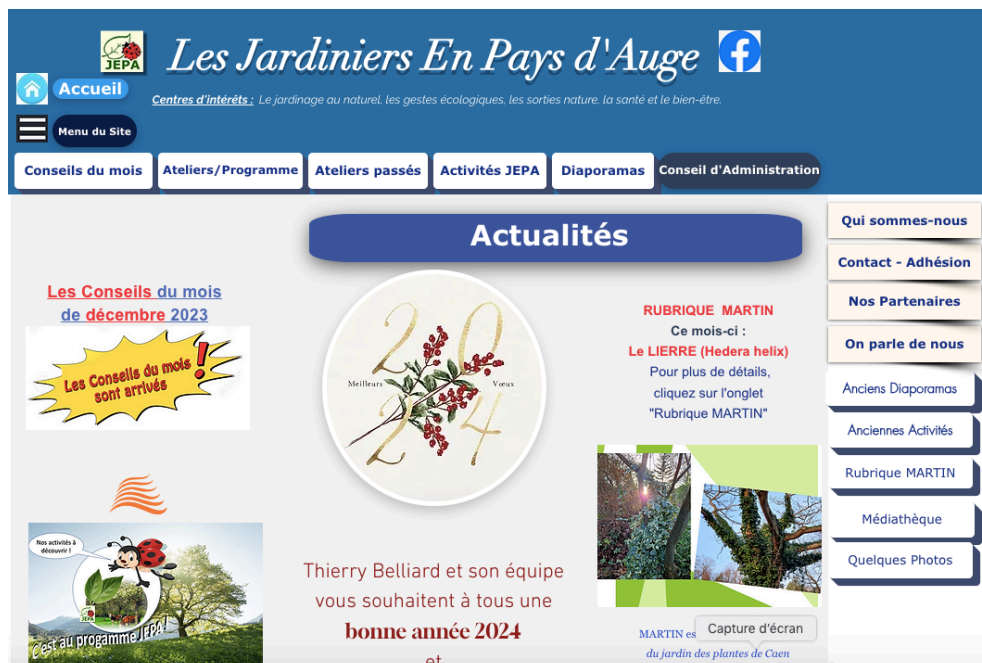 JEPA
Les Jardiniers En Pays d'Auge
Accueil
Centres d'intérêts : Le jardinage au naturel, les gestes écologiques, les sorties nature, la santé et le bien-être.
Menu du Site
Conseils du mois
Ateliers/Programme
Ateliers passés
Activités JEPA
Diaporamas
Conseil d'Administration
Actualités
Les Conseils du mois
de décembre 2023
Les Conseils du mois !
sont arrivés
Nos activités à
découvrir !
JEPA
C'est au progamme JEPA!
20
Meilleurs Vœux
24
Thierry Belliard et son équipe
vous souhaitent à tous une
bonne année 2024
et
RUBRIQUE MARTIN
Ce mois-ci :
Le LIERRE (Hedera helix)
Pour plus de détails,
cliquez sur l'onglet
"Rubrique MARTIN"
MARTIN es
Capture d'écran
du jardin des plantes de Caen
Qui sommes-nous
Contact - Adhésion
Nos Partenaires
On parle de nous
Anciens Diaporamas
Anciennes Activités
Rubrique MARTIN
Médiathèque
Quelques Photos